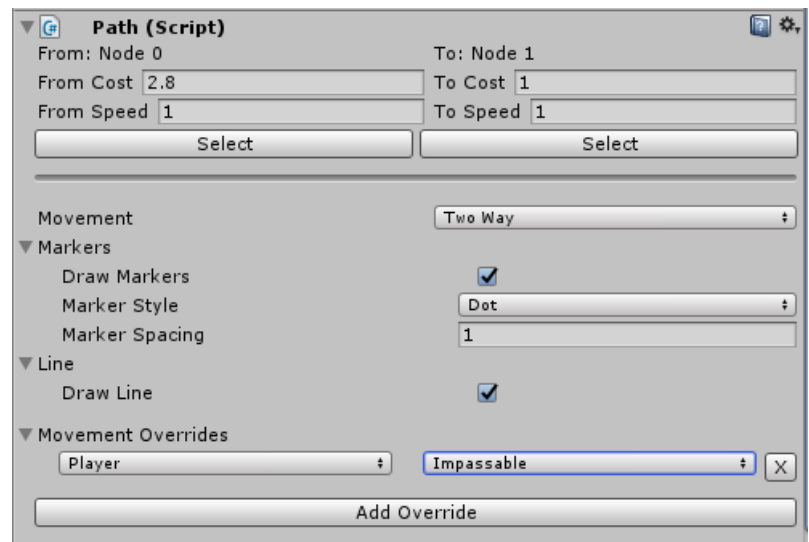 Path (Script)
From: Node 0 To: Node 1
From Cost 2.8 To Cost 1
From Speed 1 To Speed 1
Select Select
Movement Two Way
Markers
Draw Markers
Marker Style Dot
Marker Spacing 1
Line
Draw Line
Movement Overrides
Player Impassable X
Add Override